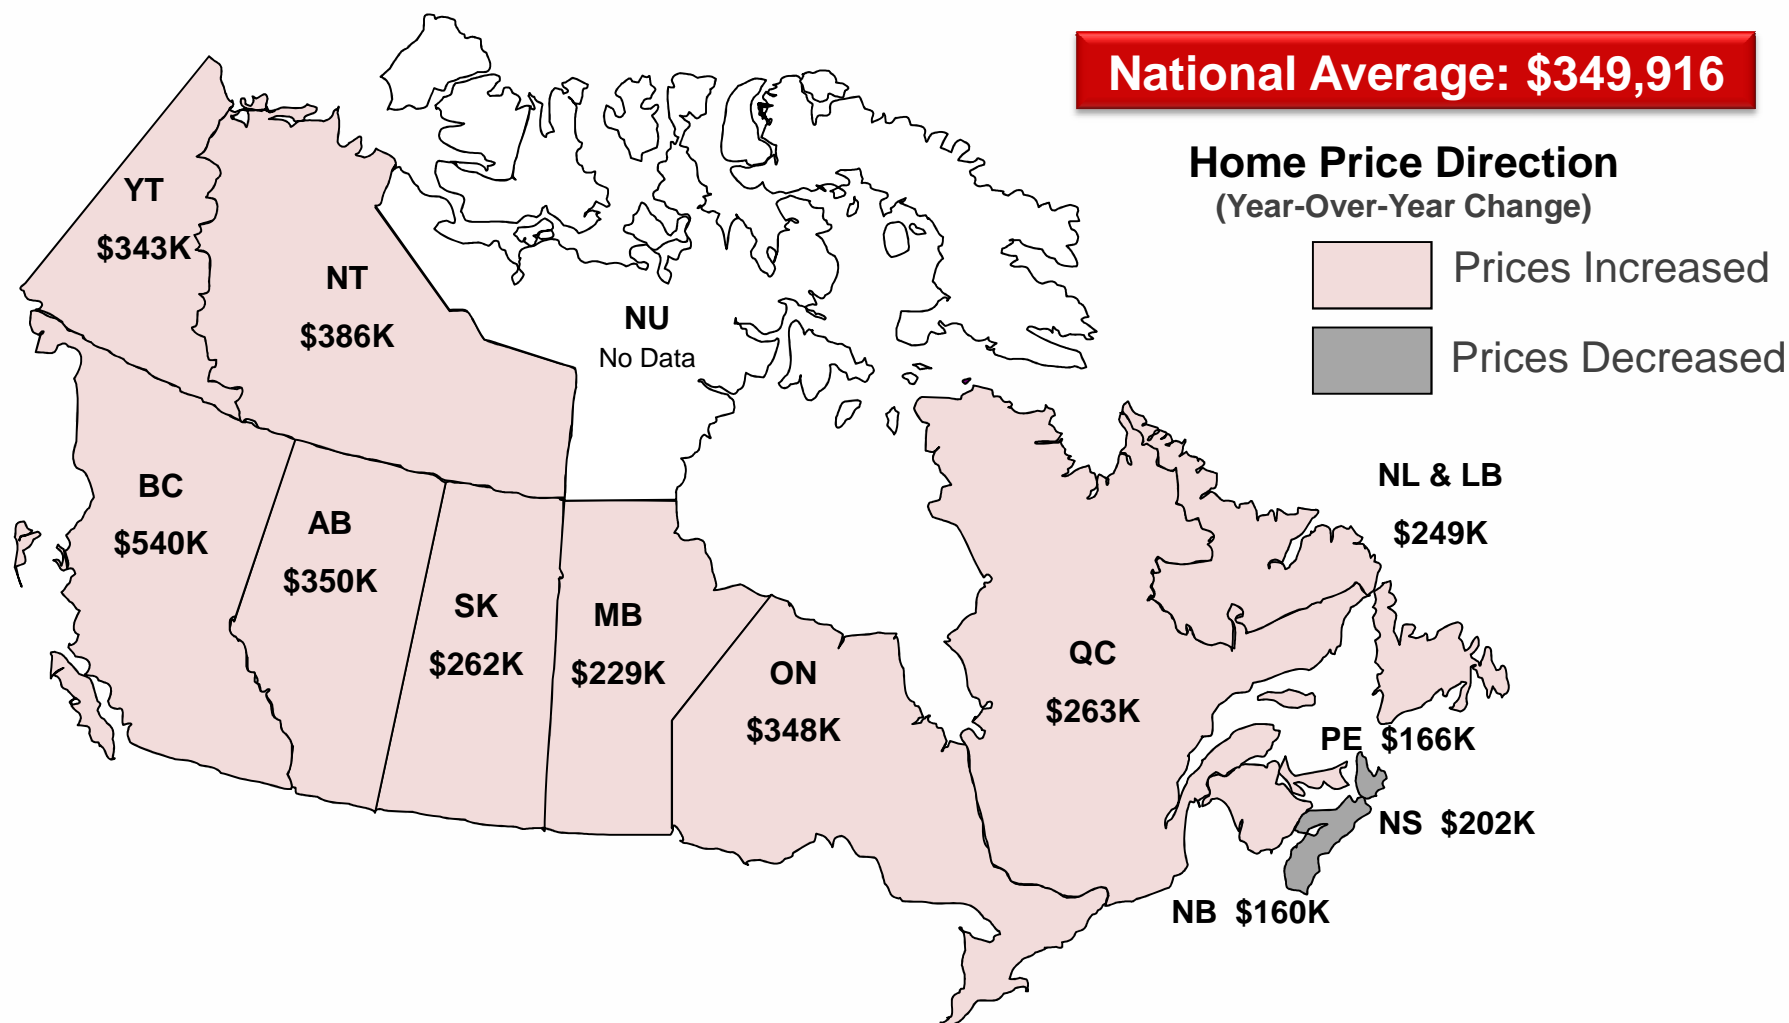 National Average: $349,916
Home Price Direction
(Year-Over-Year Change)
Prices Increased
Prices Decreased
YT
$343K
NT
$386K
NU
No Data
BC
$540K
AB
$350K
SK
$262K
MB
$229K
ON
$348K
QC
$263K
NL & LB
$249K
PE $166K
NS $202K
NB $160K